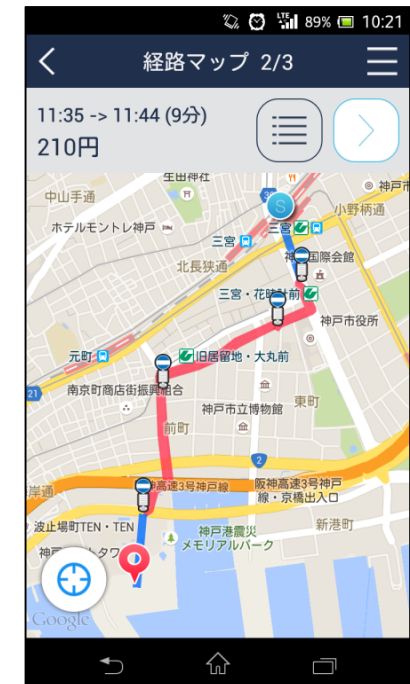 LTE 89% 10:21
経路マップ 2/3
11:35 -> 11:44 (9分)
210円
生田神社
中山手通
神戸市
小野柄通
S
ホテルモントレ神戸
三宮
三宮
国際会館
北長狭通
三宮・花時計前
神戸市役所
元町
旧居留地・大丸前
21
南京町商店街振興組合
神戸市立博物館
東町
前町
2
岸通
高速3号神戸線
阪神高速3号神戸
線・京橋出入口
波止場町TEN・TEN
神戸港震災
メモリアルパーク
新港町
Google